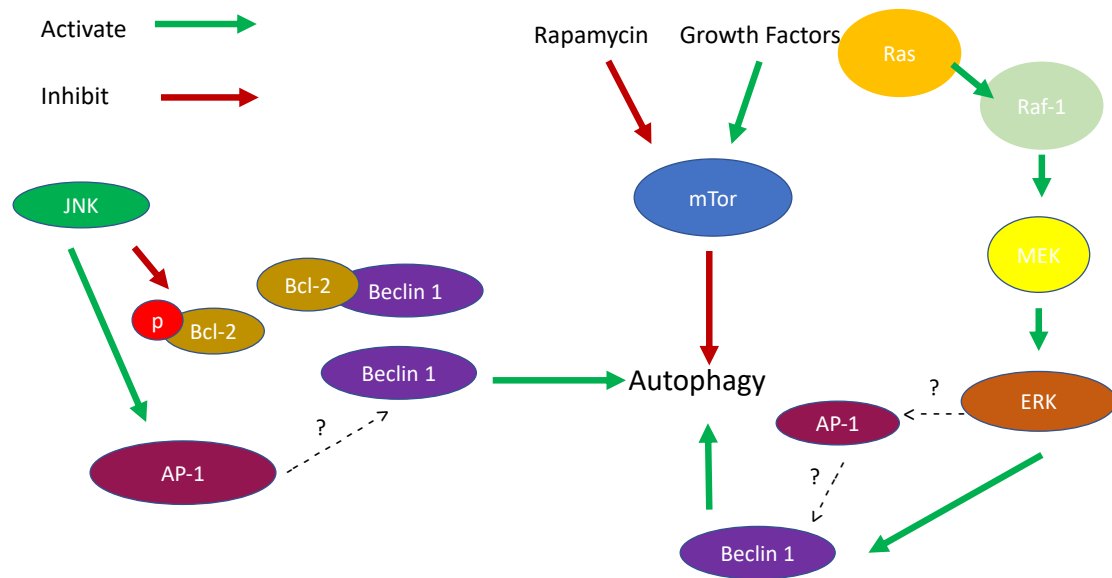 Activate
Inhibit
Rapamycin
Growth Factors
Ras
Raf-1
JNK
mTor
MEK
Bcl-2
Beclin 1
p
Bcl-2
Beclin 1
Autophagy
?
ERK
?
AP-1
AP-1
?
Beclin 1